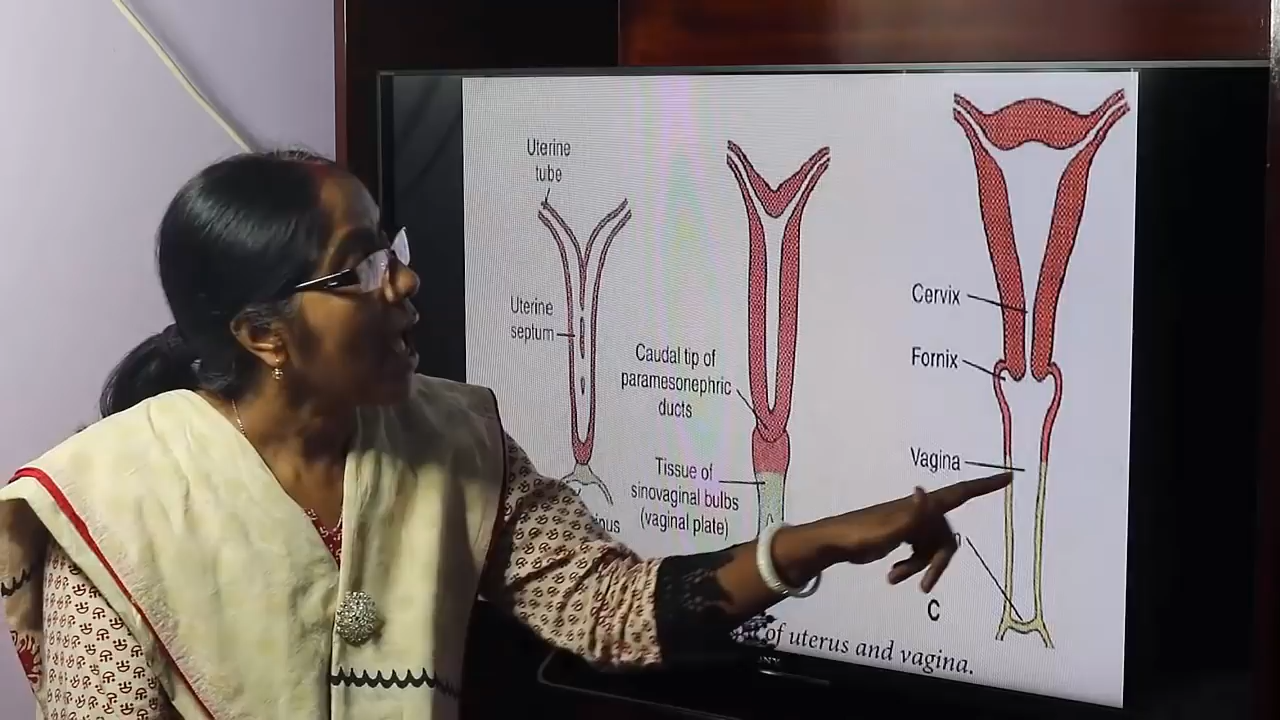 Uterine
tube
Uterine
septum
Caudal tip of
paramesonephric
ducts
Tissue of
sinovaginal bulbs
(vaginal plate)
Cervix
Fornix
Vagina
C
of uterus and vagina.